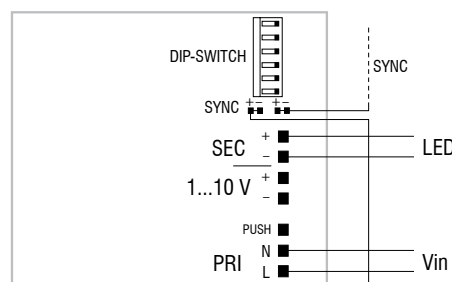 DIP-SWITCH
SYNC
SYNC + − + −
SEC + −
LED
1...10 V + −
PUSH
PRI N L
Vin